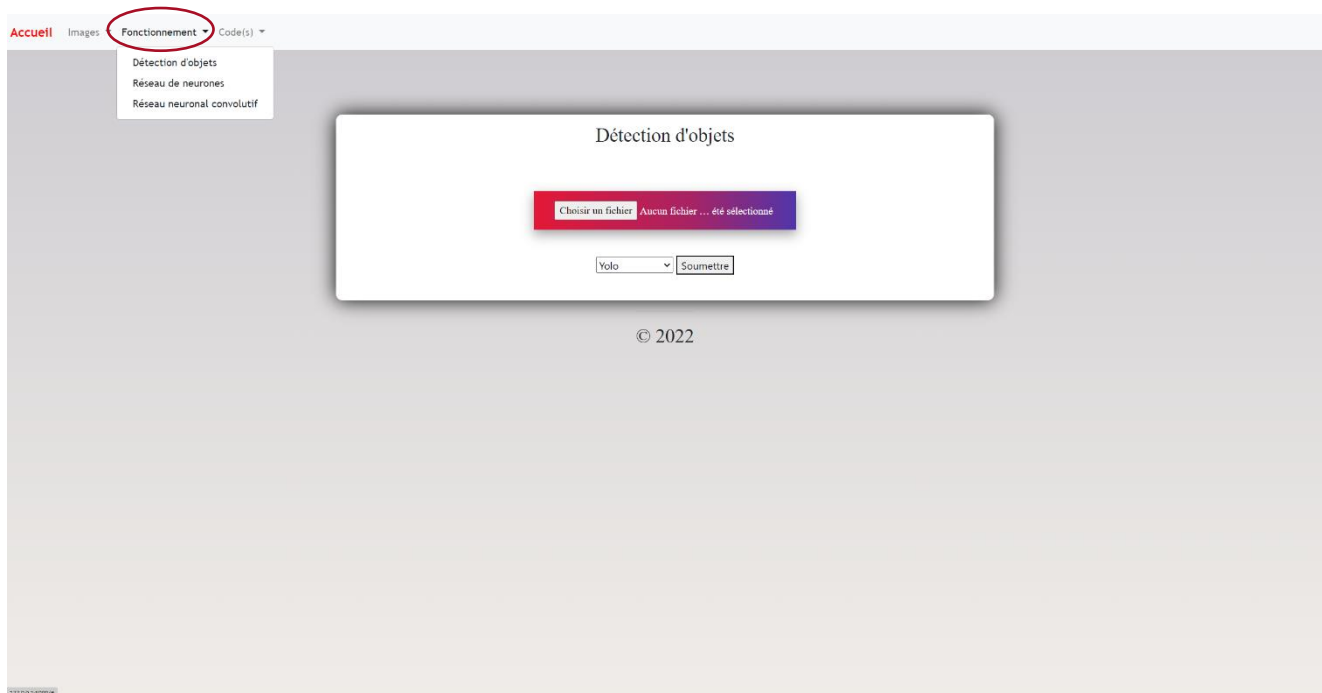 Accueil Images Fonctionnement Code(s)
Détection d'objets
Réseau de neurones
Réseau neuronal convolutif
Détection d'objets
Choisir un fichier Aucun fichier ... été sélectionné
Yolo Soumettre
© 2022